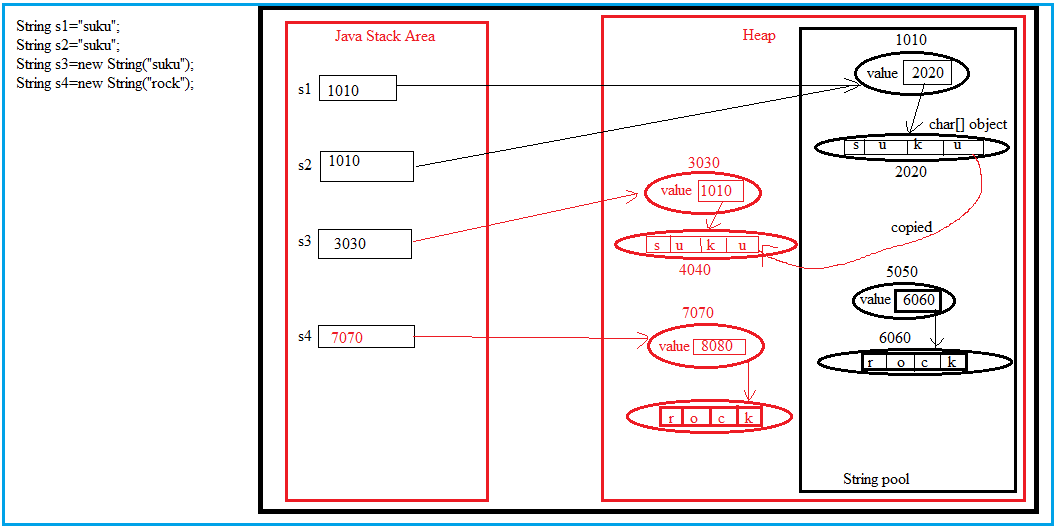 String s1="suku";
String s2="suku";
String s3=new String("suku");
String s4=new String("rock");
Java Stack Area
Heap
1010
s1 1010
value 2020
char[] object
s u k u
2020
s2 1010
3030
value 1010
s3 3030
s u k u
4040
copied
5050
value 6060
7070
s4 7070
value 8080
6060
r o c k
r o c k
String pool